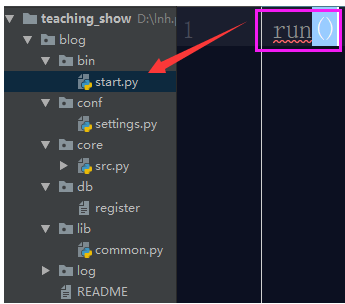 teaching_show D:\lnh.
blog
bin
start.py
conf
settings.py
core
src.py
db
register
lib
common.py
log
README
1
run()